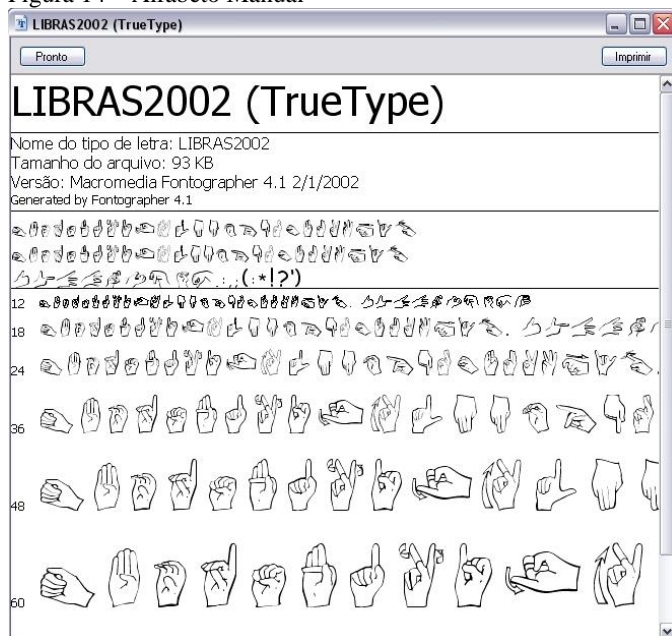 Figura 14 – Alfabeto Manual
LIBRAS2002 (TrueType)
Pronto
Imprimir
LIBRAS2002 (TrueType)
Nome do tipo de letra: LIBRAS2002
Tamanho do arquivo: 93 KB
Versão: Macromedia Fontographer 4.1 2/1/2002
Generated by Fontographer 4.1
. : , ; ( : * ! ? ' )
12
18
24
36
48
60